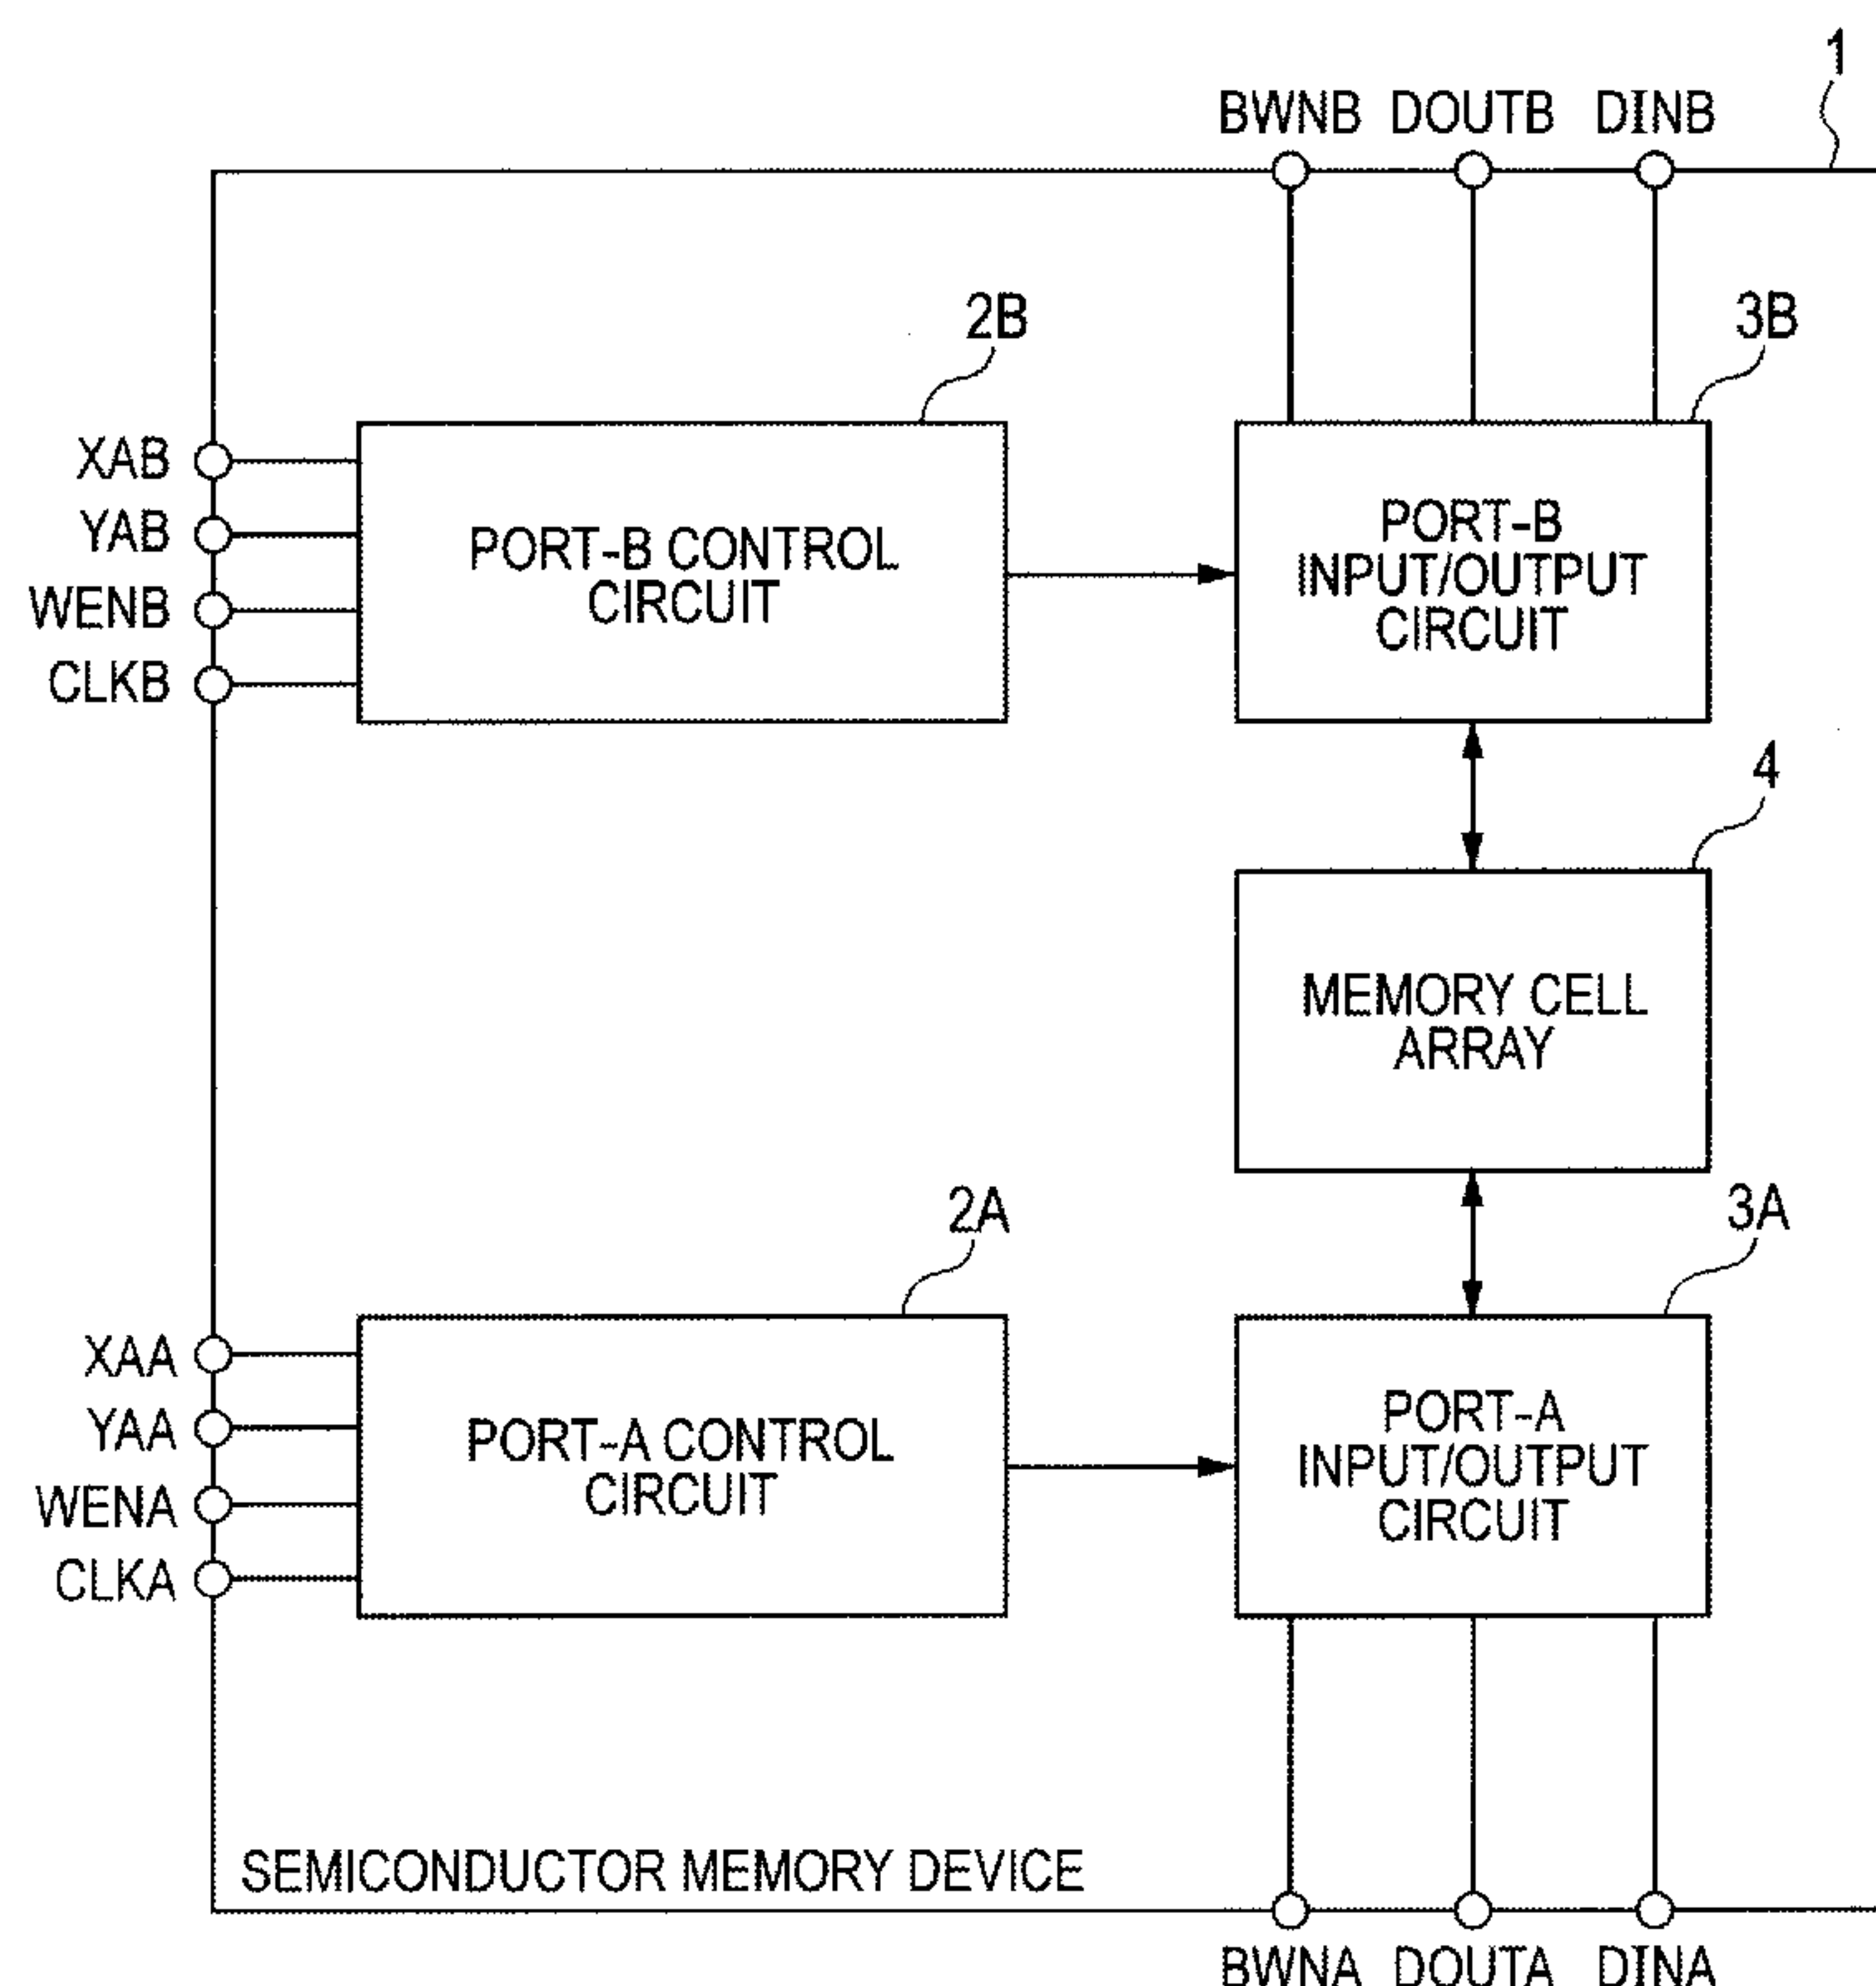 1
BWNB DOUTB DINB
2B
3B
XAB
YAB
WENB
CLKB
PORT-B CONTROL
CIRCUIT
PORT-B
INPUT/OUTPUT
CIRCUIT
4
MEMORY CELL
ARRAY
2A
3A
XAA
YAA
WENA
CLKA
PORT-A CONTROL
CIRCUIT
PORT-A
INPUT/OUTPUT
CIRCUIT
SEMICONDUCTOR MEMORY DEVICE
BWNA DOUTA DINA